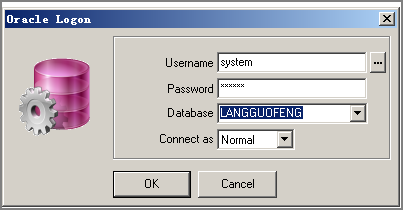 Oracle Logon
Username system ...
Password ******
Database LANGGUOFENG
Connect as Normal
OK Cancel